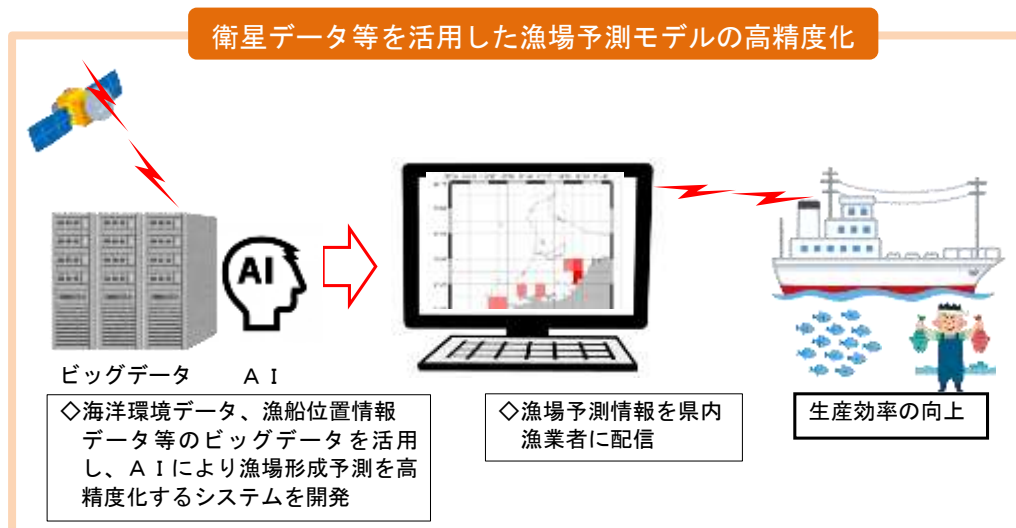 衛星データ等を活用した漁場予測モデルの高精度化
AI
ビッグデータ
ＡＩ
◇海洋環境データ、漁船位置情報
データ等のビッグデータを活用
し、ＡＩにより漁場形成予測を高
精度化するシステムを開発
◇漁場予測情報を県内
漁業者に配信
生産効率の向上